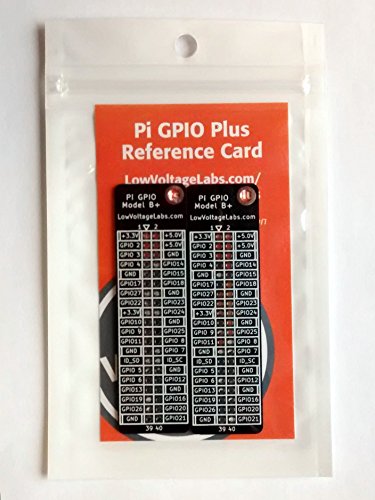 Pi GPIO Plus
Reference Card
LowVoltageLabs.com/
PI GPIO
Model B+
LowVoltageLabs.com
1 2
+3.3V +5.0V
GPIO 2 +5.0V
GPIO 3 GND
GPIO 4 GPIO14
GND GPIO15
GPIO17 GPIO18
GPIO27 GND
GPIO22 GPIO23
+3.3V GPIO24
GPIO10 GND
GPIO 9 GPIO25
GPIO11 GPIO 8
GND GPIO 7
ID_SD ID_SC
GPIO 5 GND
GPIO 6 GPIO12
GPIO13 GND
GPIO19 GPIO16
GPIO26 GPIO20
GND GPIO21
39 40
PI GPIO
Model B+
LowVoltageLabs.com
1 2
+3.3V +5.0V
GPIO 2 +5.0V
GPIO 3 GND
GPIO 4 GPIO14
GND GPIO15
GPIO17 GPIO18
GPIO27 GND
GPIO22 GPIO23
+3.3V GPIO24
GPIO10 GND
GPIO 9 GPIO25
GPIO11 GPIO 8
GND GPIO 7
ID_SD ID_SC
GPIO 5 GND
GPIO 6 GPIO12
GPIO13 GND
GPIO19 GPIO16
GPIO26 GPIO20
GND GPIO21
39 40